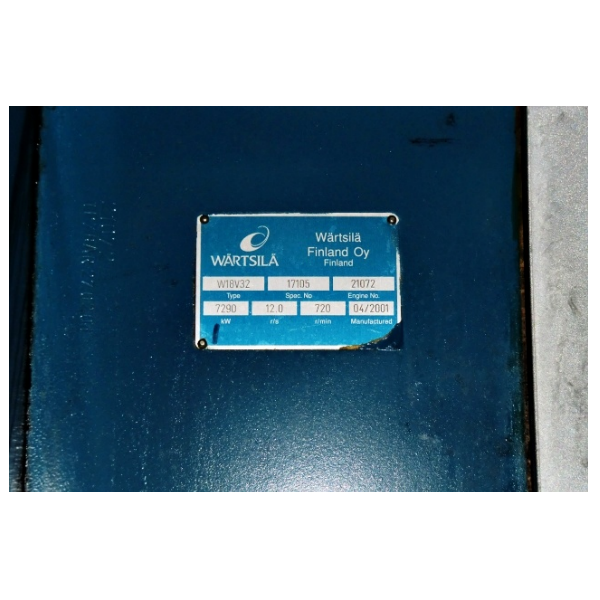 WÄRTSILÄ
Wärtsilä
Finland Oy
Finland
W18V32 17105 21072
Type Spec. No Engine No.
7290 12.0 720 04/2001
kW r/s r/min Manufactured